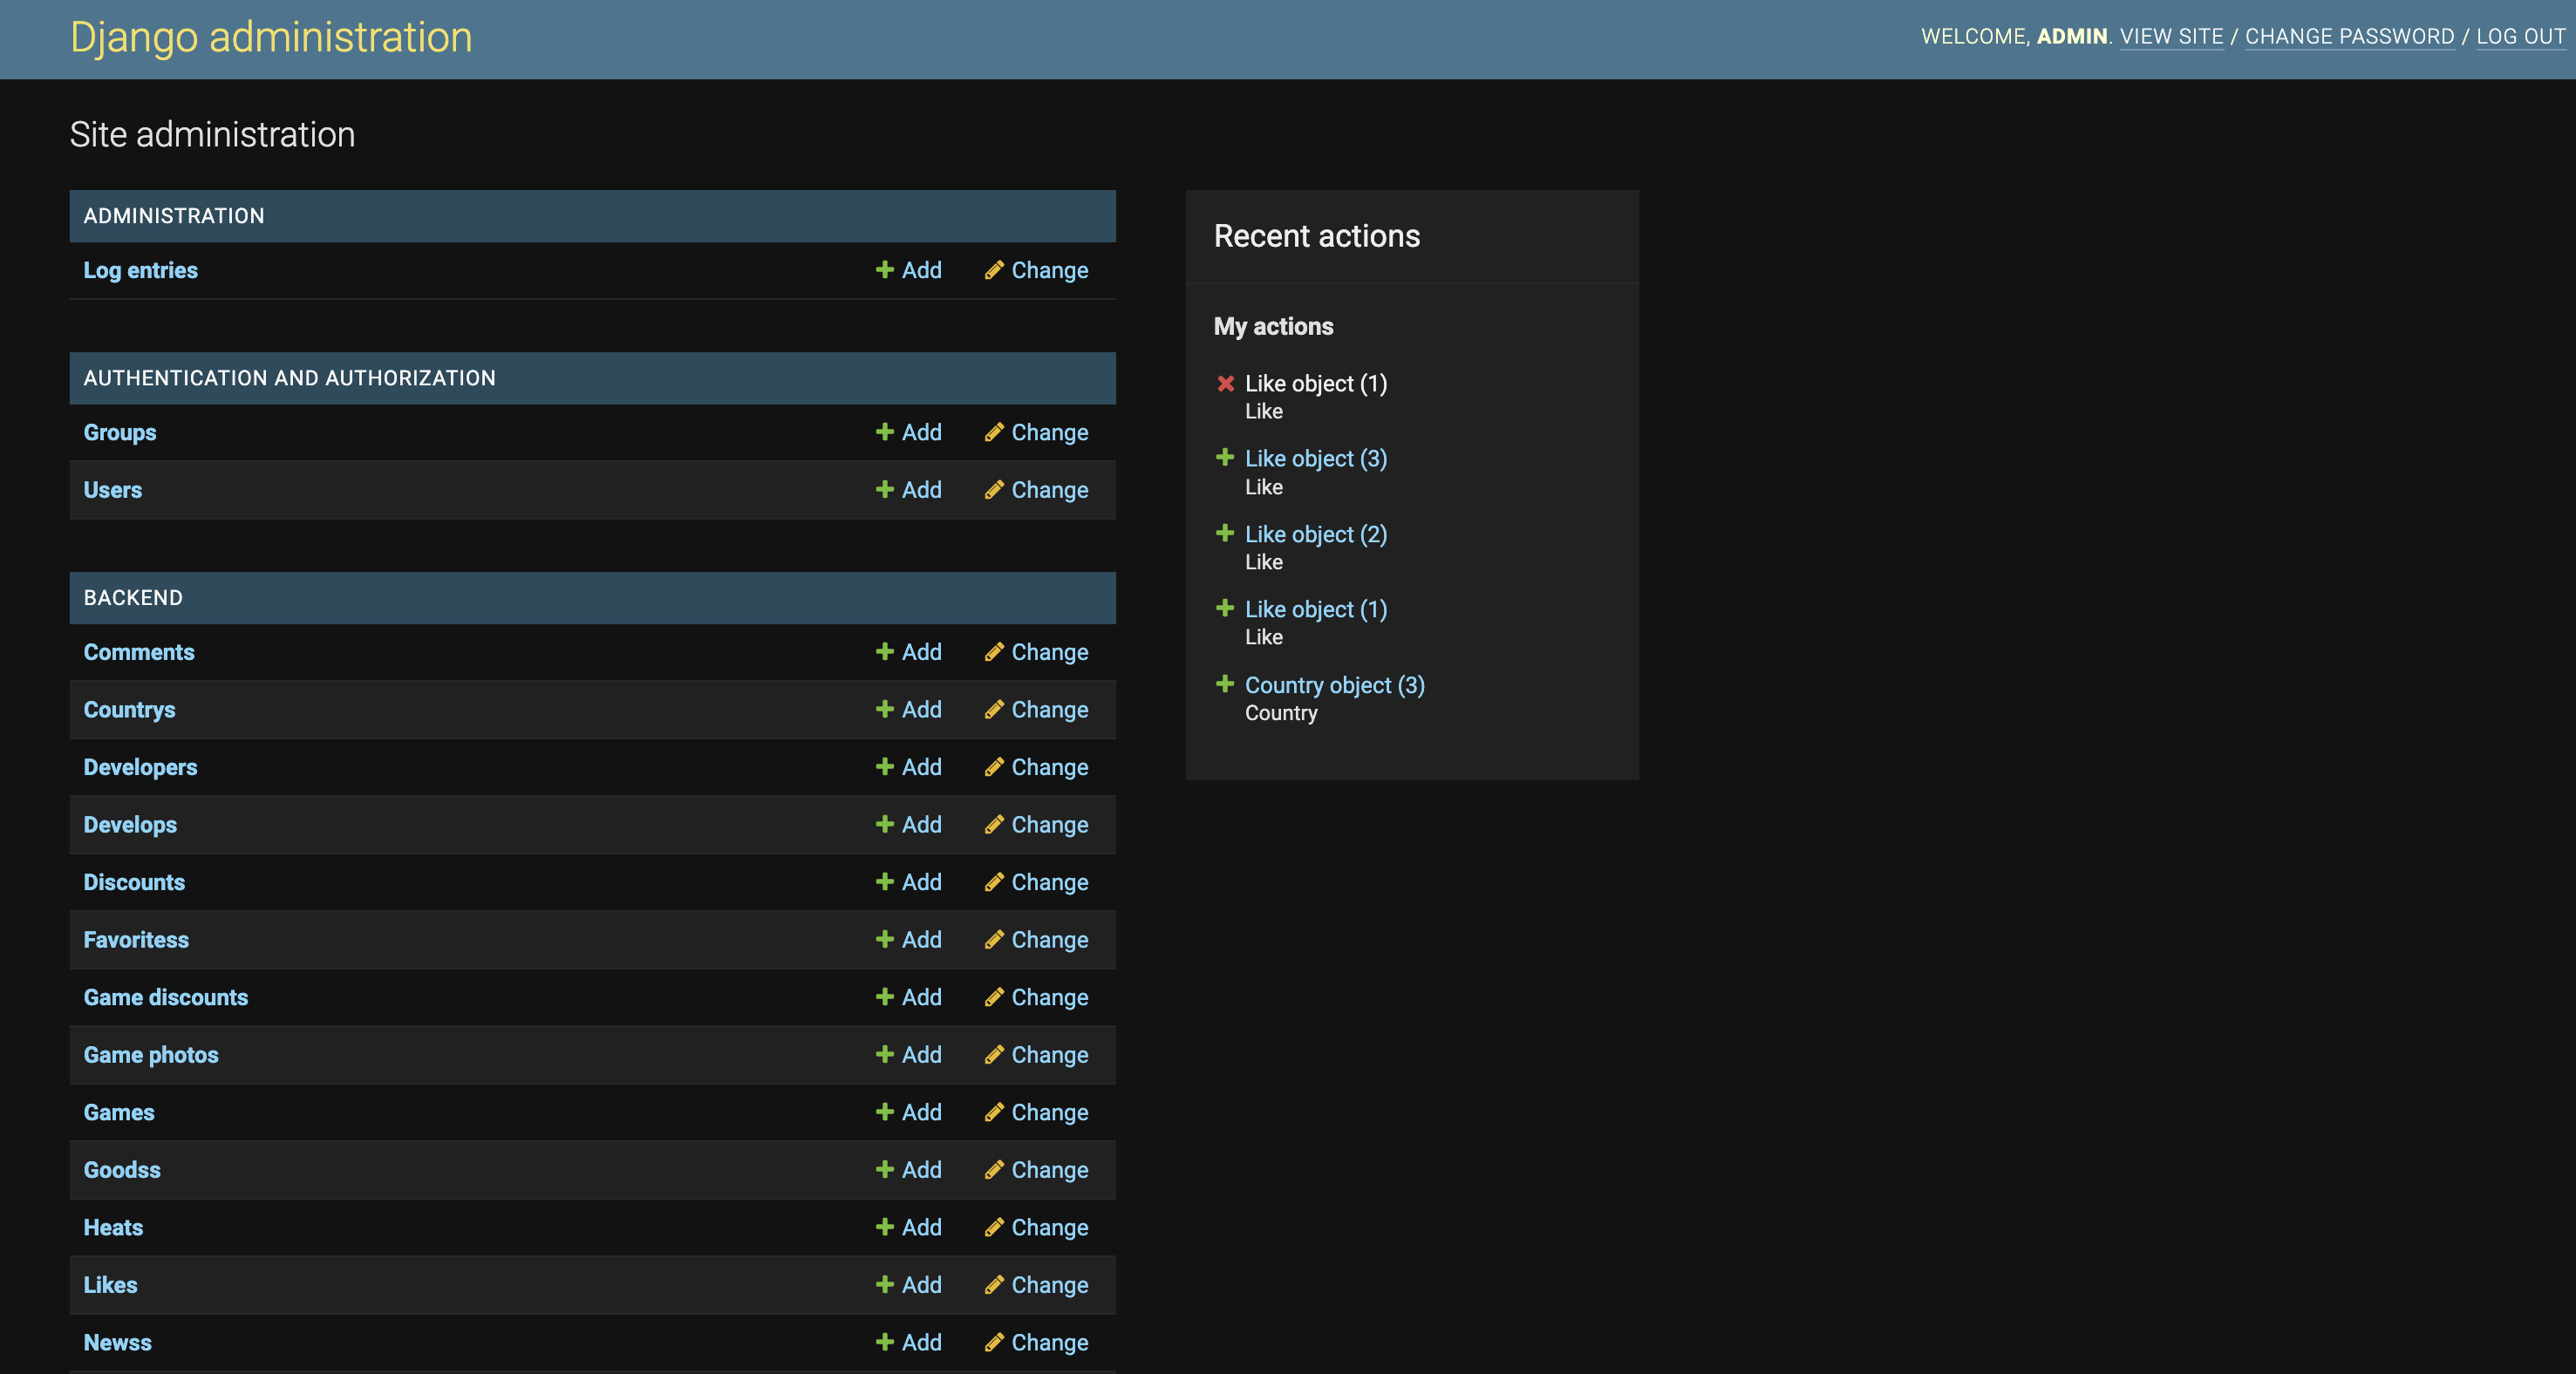 Django administration
WELCOME, ADMIN. VIEW SITE / CHANGE PASSWORD / LOG OUT
Site administration
ADMINISTRATION
Log entries Add Change
AUTHENTICATION AND AUTHORIZATION
Groups Add Change
Users Add Change
BACKEND
Comments Add Change
Countrys Add Change
Developers Add Change
Develops Add Change
Discounts Add Change
Favoritess Add Change
Game discounts Add Change
Game photos Add Change
Games Add Change
Goodss Add Change
Heats Add Change
Likes Add Change
Newss Add Change
Recent actions
My actions
Like object (1)
Like
Like object (3)
Like
Like object (2)
Like
Like object (1)
Like
Country object (3)
Country